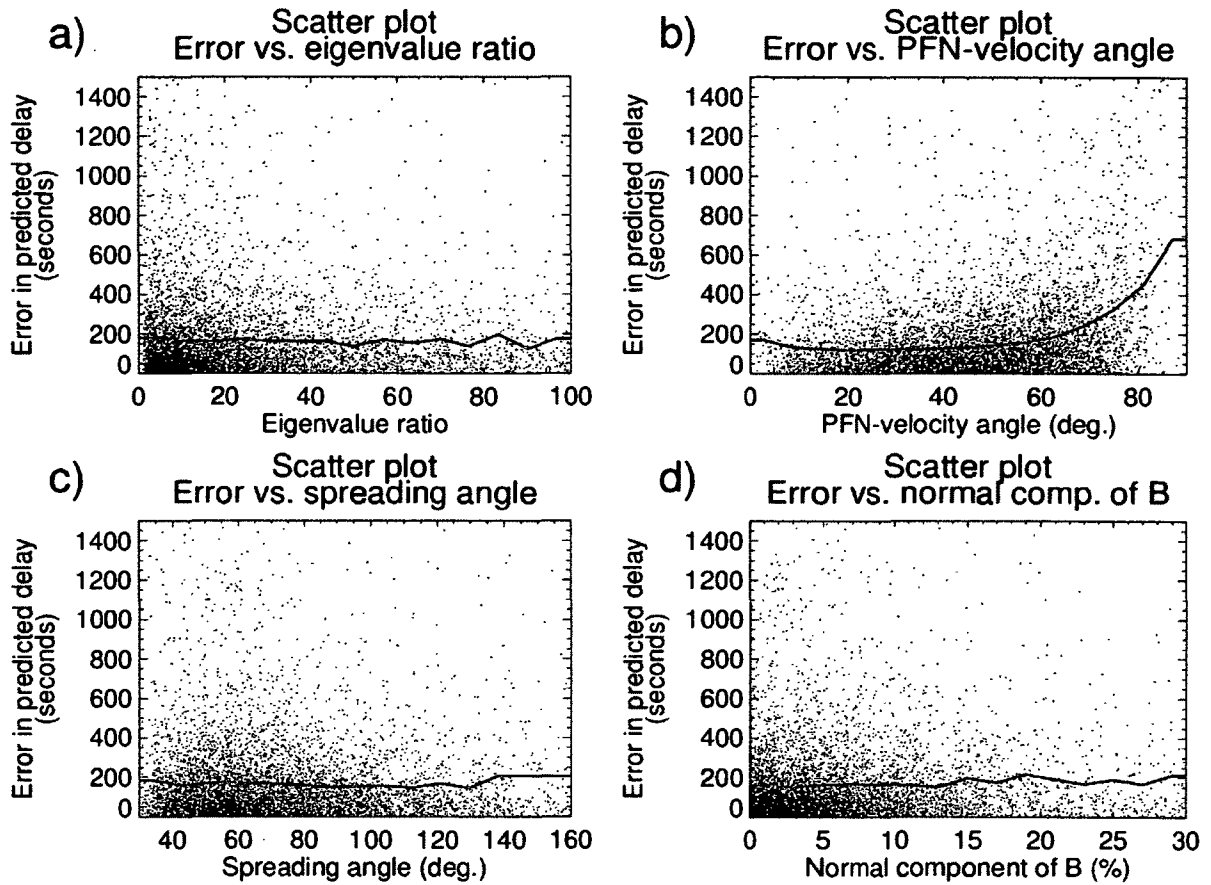 a)
Scatter plot
Error vs. eigenvalue ratio
Error in predicted delay
(seconds)
1400
1200
1000
800
600
400
200
0
0 20 40 60 80 100
Eigenvalue ratio
b)
Scatter plot
Error vs. PFN-velocity angle
Error in predicted delay
(seconds)
1400
1200
1000
800
600
400
200
0
0 20 40 60 80
PFN-velocity angle (deg.)
c)
Scatter plot
Error vs. spreading angle
Error in predicted delay
(seconds)
1400
1200
1000
800
600
400
200
0
40 60 80 100 120 140 160
Spreading angle (deg.)
d)
Scatter plot
Error vs. normal comp. of B
Error in predicted delay
(seconds)
1400
1200
1000
800
600
400
200
0
0 5 10 15 20 25 30
Normal component of B (%)